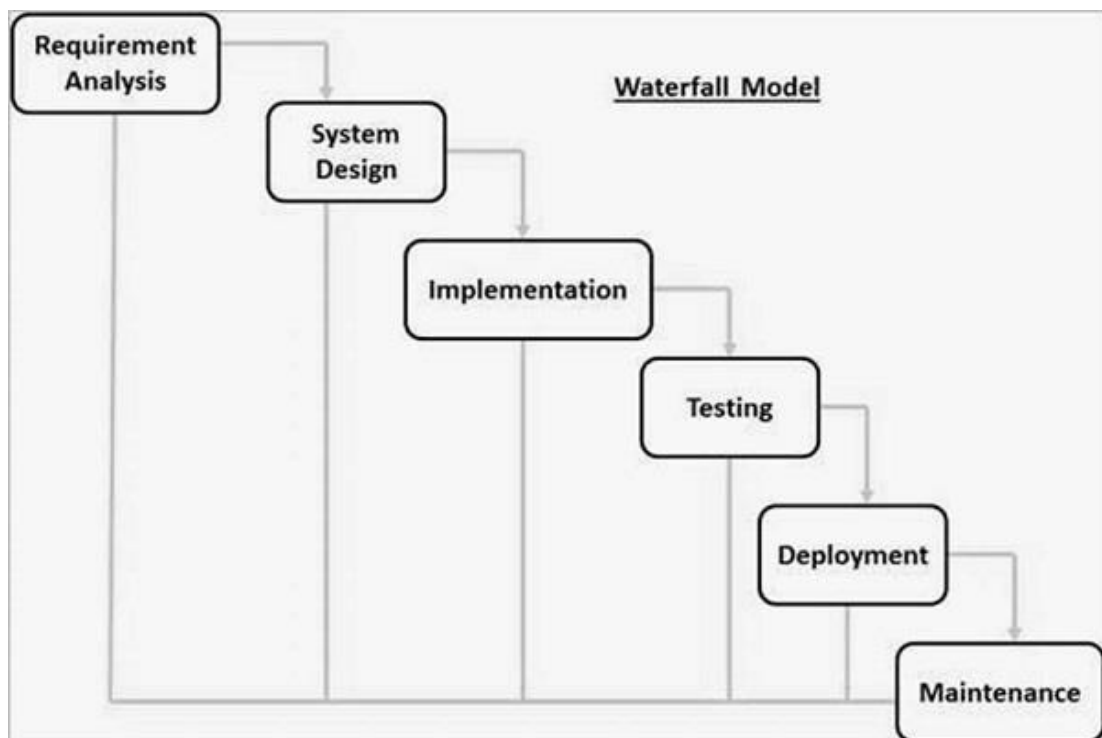 Requirement
Analysis
Waterfall Model
System
Design
Implementation
Testing
Deployment
Maintenance